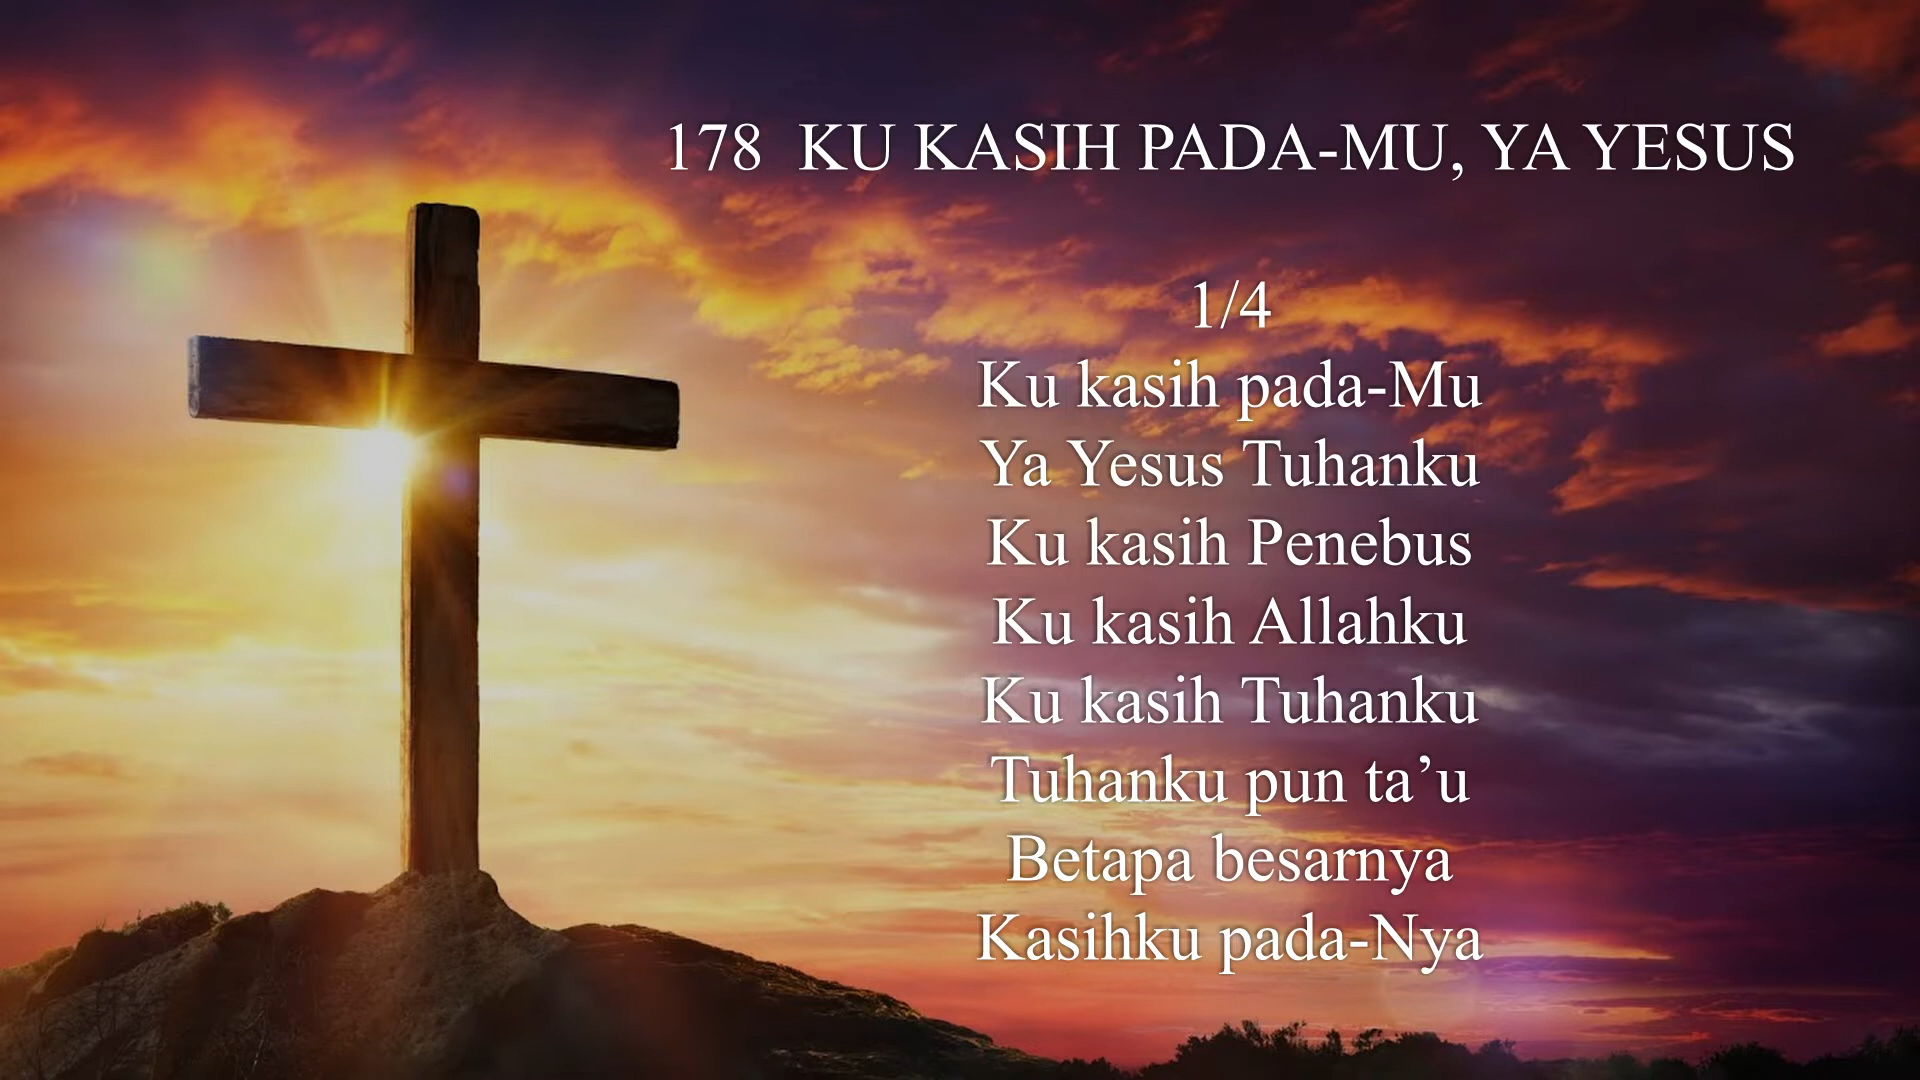 178  KU KASIH PADA-MU, YA YESUS
1/4
Ku kasih pada-Mu
Ya Yesus Tuhanku
Ku kasih Penebus
Ku kasih Allahku
Ku kasih Tuhanku
Tuhanku pun ta’u
Betapa besarnya
Kasihku pada-Nya